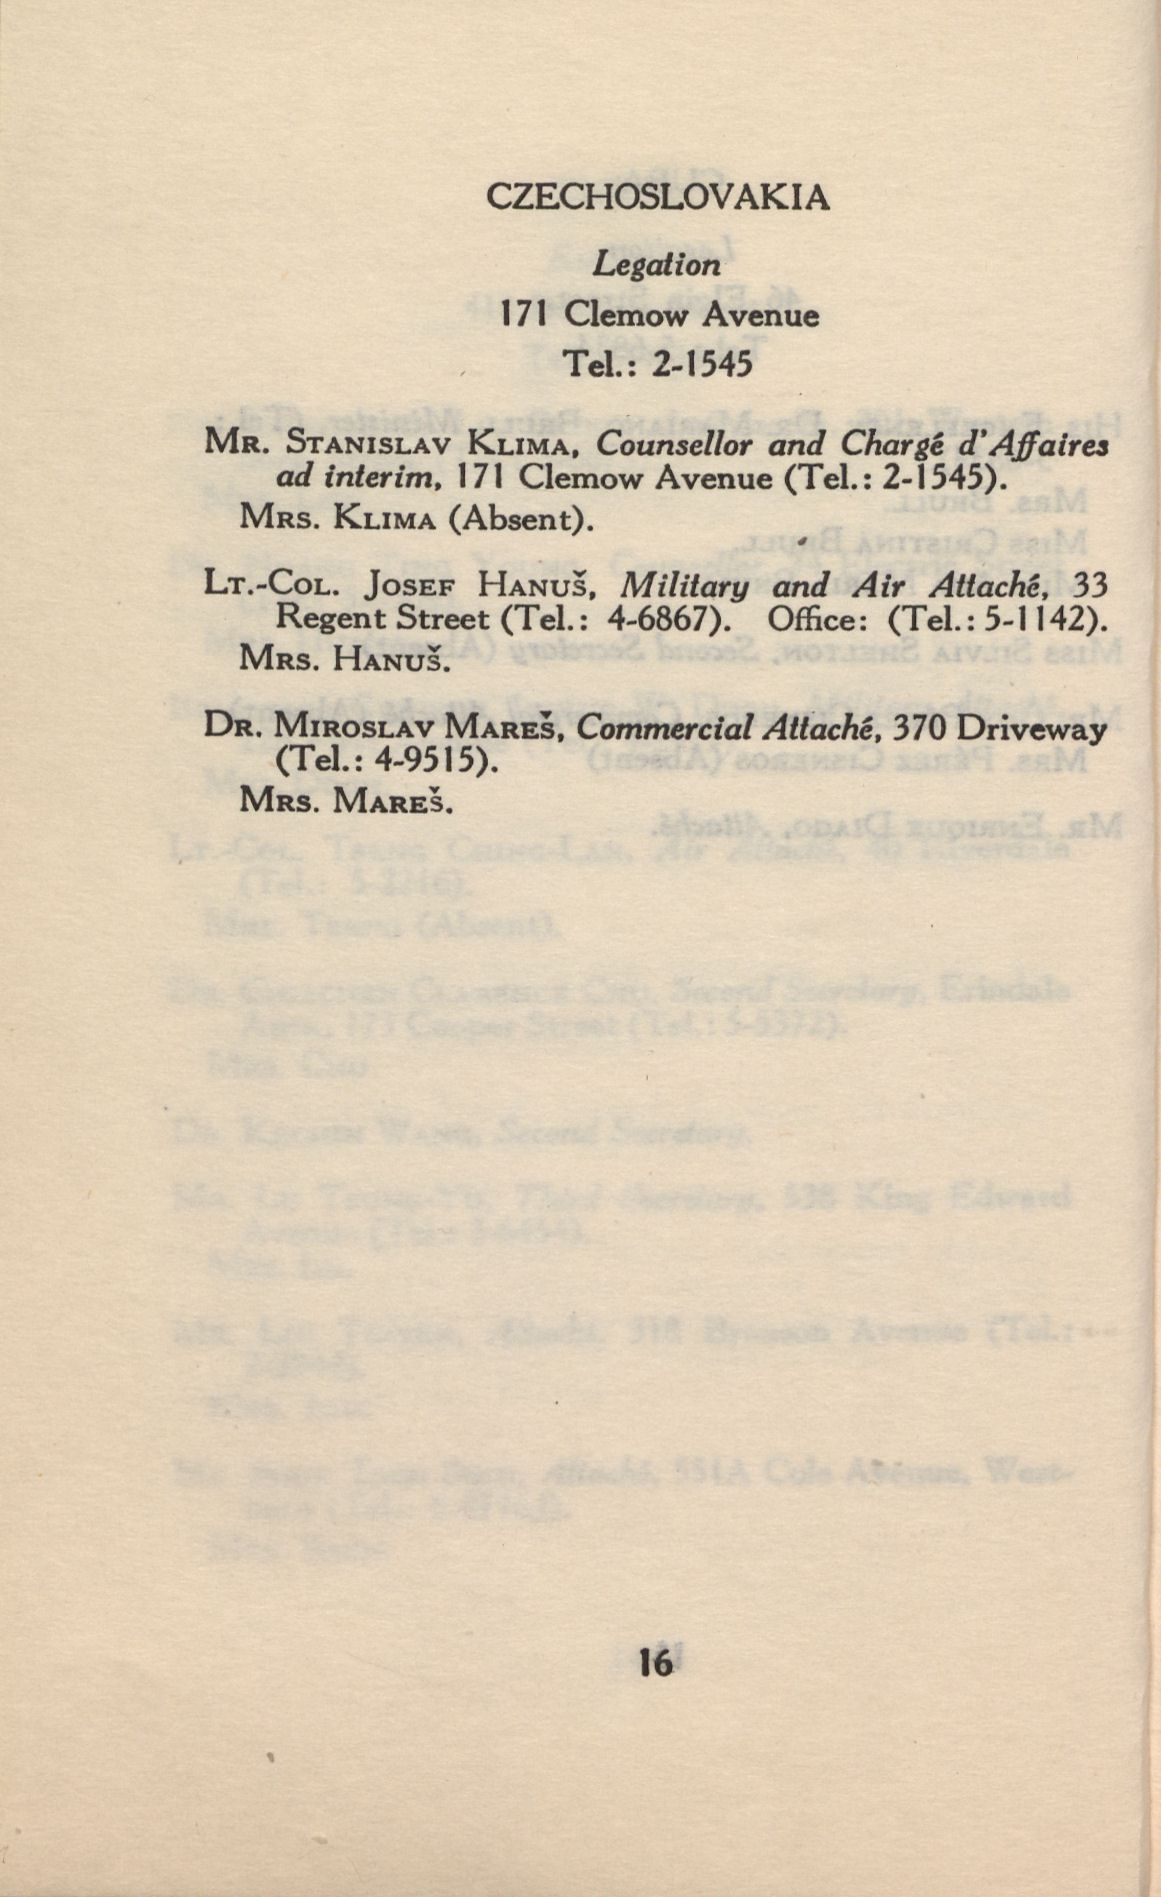 CZECHOSLOVAKIA
Legation
171 Clemow Avenue
Tel.: 2-1545
MR. STANISLAV KLIMA, Counsellor and Chargé d'Affaires
ad interim, 171 Clemow Avenue (Tel.: 2-1545).
MRS. KLIMA (Absent).
LT.-COL. JOSEF HANUŠ, Military and Air Attaché, 33
Regent Street (Tel.: 4-6867). Office: (Tel.: 5-1142).
MRS. HANUŠ.
DR. MIROSLAV MAREŠ, Commercial Attaché, 370 Driveway
(Tel.: 4-9515).
MRS. MAREŠ.
16